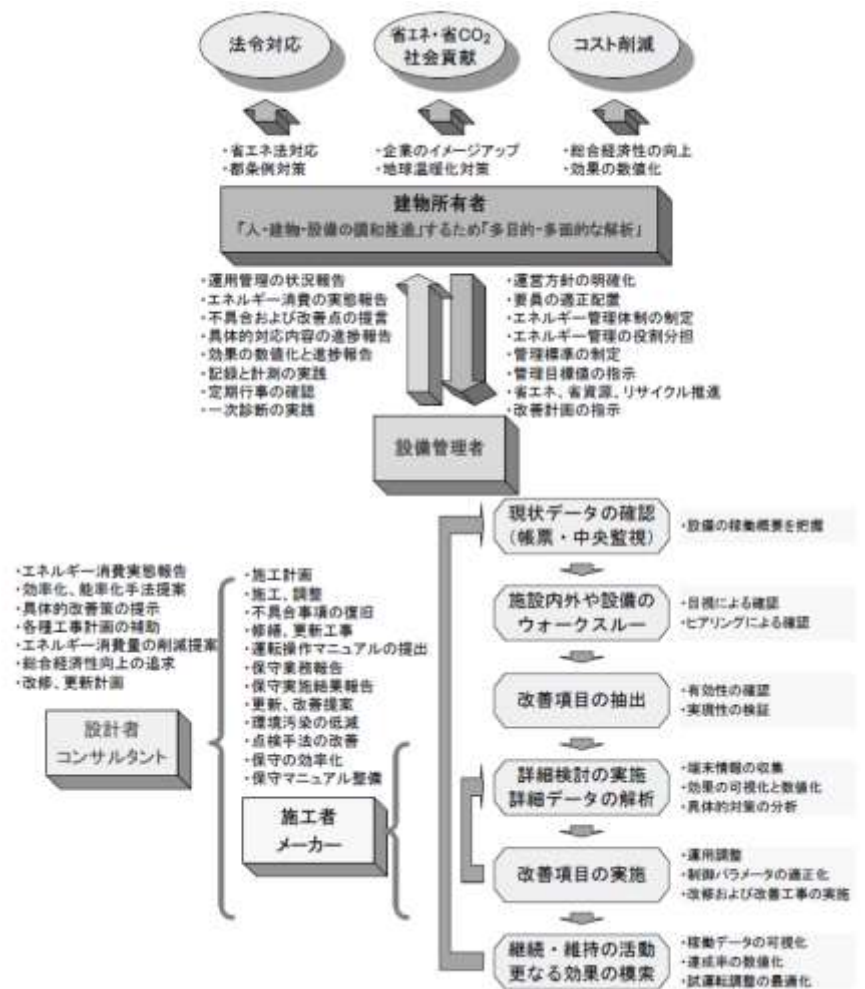 法令対応
省エネ・省CO₂
社会貢献
コスト削減
・省エネ法対応
・都条例対策
・企業のイメージアップ
・地球温暖化対策
・総合経済性の向上
・効果の数値化
建物所有者
「人・建物・設備の調和推進」するため「多目的・多面的な解析」
・運用管理の状況報告
・エネルギー消費の実態報告
・不具合および改善点の提言
・具体的対応内容の進捗報告
・効果の数値化と進捗報告
・記録と計測の実践
・定期行事の確認
・一次診断の実践
・運営方針の明確化
・要員の適正配置
・エネルギー管理体制の制定
・エネルギー管理の役割分担
・管理標準の制定
・管理目標値の指示
・省エネ、省資源、リサイクル推進
・改善計画の指示
設備管理者
・エネルギー消費実態報告
・効率化、能率化手法提案
・具体的改善策の提示
・各種工事計画の補助
・エネルギー消費量の削減提案
・総合経済性向上の追求
・改修、更新計画
設計者
コンサルタント
・施工計画
・施工、調整
・不具合事項の復旧
・修繕、更新工事
・運転操作マニュアルの提出
・保守業務報告
・保守実施結果報告
・更新、改善提案
・環境汚染の低減
・点検手法の改善
・保守の効率化
・保守マニュアル整備
施工者
メーカー
現状データの確認
(帳票・中央監視)
・設備の稼働概要を把握
施設内外や設備の
ウォークスルー
・目視による確認
・ヒアリングによる確認
改善項目の抽出
・有効性の確認
・実現性の検証
詳細検討の実施
詳細データの解析
・端末情報の収集
・効果の可視化と数値化
・具体的対策の分析
改善項目の実施
・運用調整
・制御パラメータの適正化
・改修および改善工事の実施
継続・維持の活動
更なる効果の模索
・稼働データの可視化
・達成率の数値化
・試運転調整の最適化